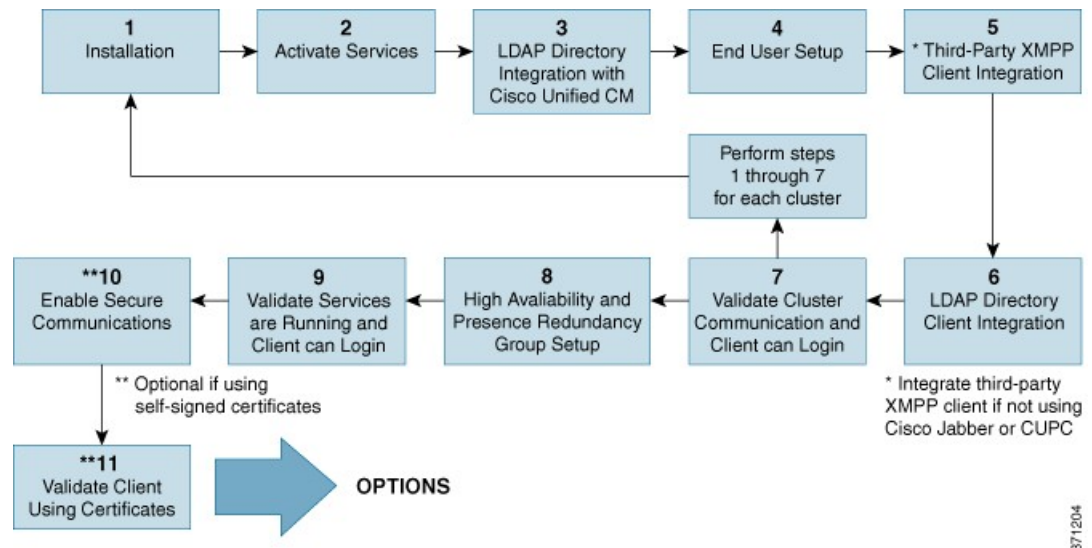 1
Installation
2
Activate Services
3
LDAP Directory
Integration with
Cisco Unified CM
4
End User Setup
5
* Third-Party XMPP
Client Integration
Perform steps
1 through 7
for each cluster
**10
Enable Secure
Communications
9
Validate Services
are Running and
Client can Login
8
High Avaliability and
Presence Redundancy
Group Setup
7
Validate Cluster
Communication and
Client can Login
6
LDAP Directory
Client Integration
** Optional if using
self-signed certificates
* Integrate third-party
XMPP client if not using
Cisco Jabber or CUPC
**11
Validate Client
Using Certificates
OPTIONS
371204